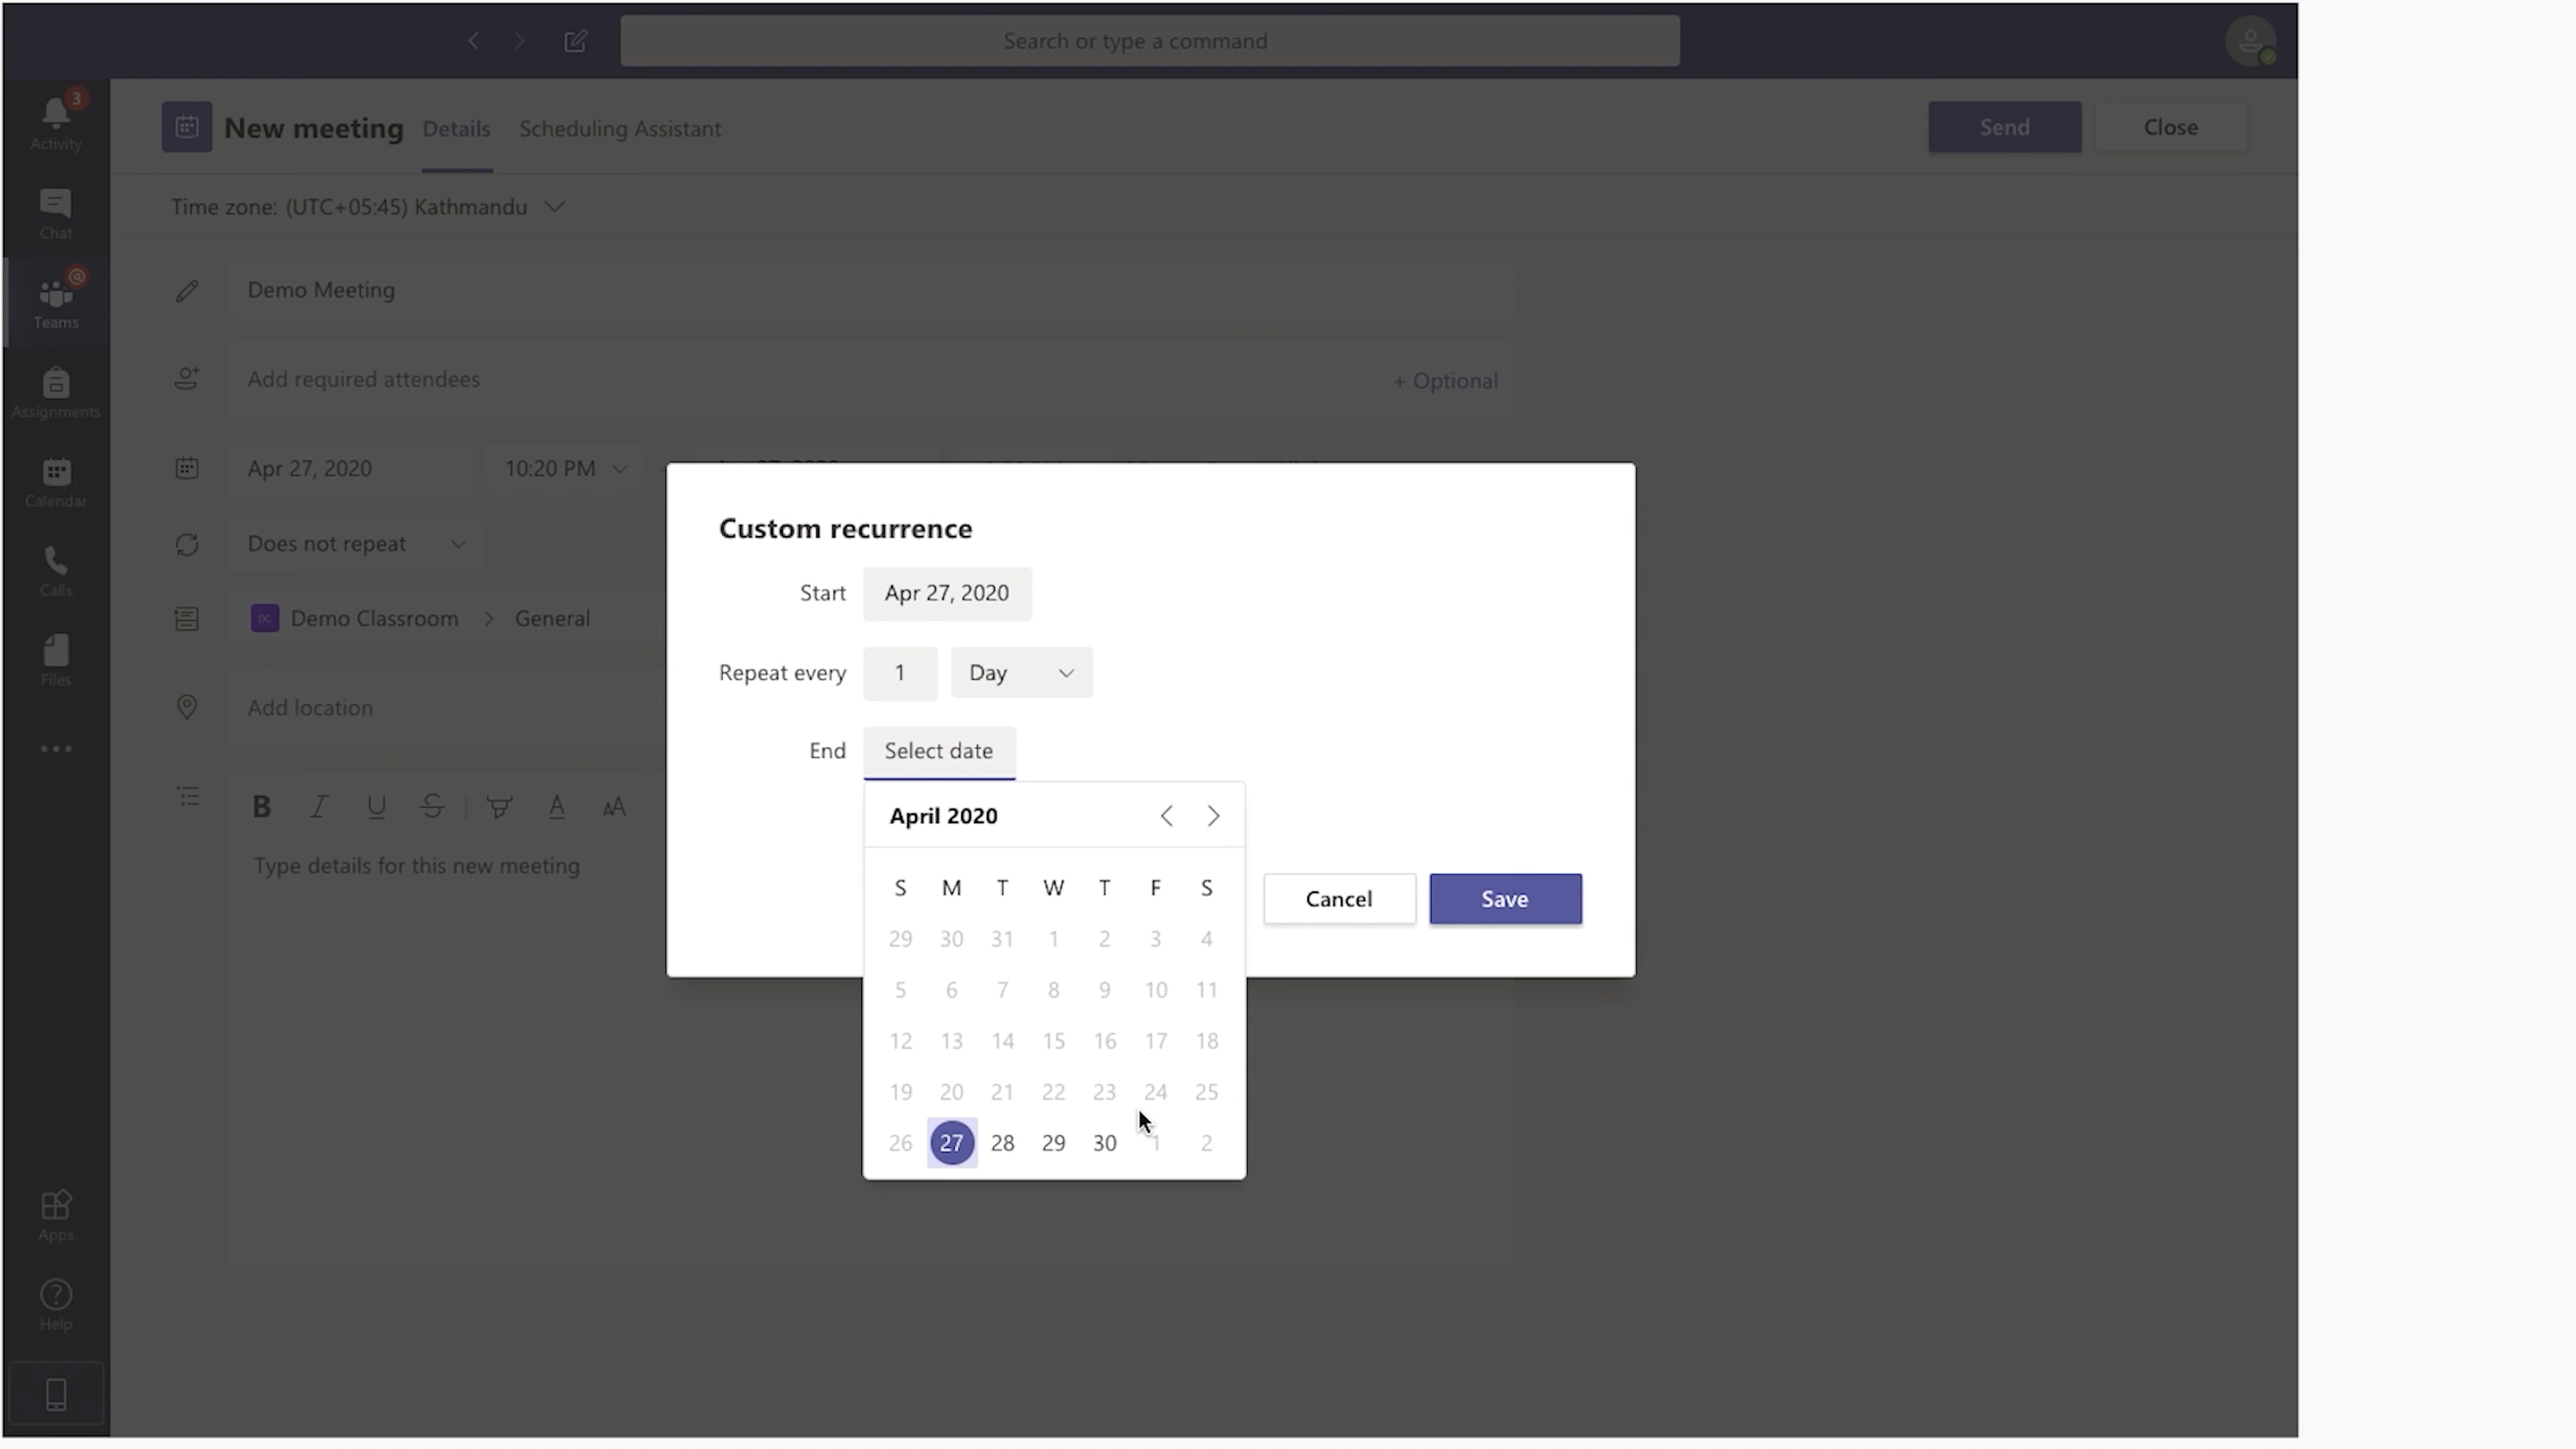 Search or type a command
3
Activity
Chat
@
Teams
Assignments
Calendar
Calls
Files
Apps
Help
New meeting
Details
Scheduling Assistant
Send
Close
Time zone: (UTC+05:45) Kathmandu
Demo Meeting
Add required attendees
+ Optional
Apr 27, 2020
10:20 PM
Does not repeat
DC Demo Classroom > General
Add location
B I U S A AA
Type details for this new meeting
Custom recurrence
Start Apr 27, 2020
Repeat every 1 Day
End Select date
April 2020
S M T W T F S
29 30 31 1 2 3 4
5 6 7 8 9 10 11
12 13 14 15 16 17 18
19 20 21 22 23 24 25
26 27 28 29 30 1 2
Cancel
Save